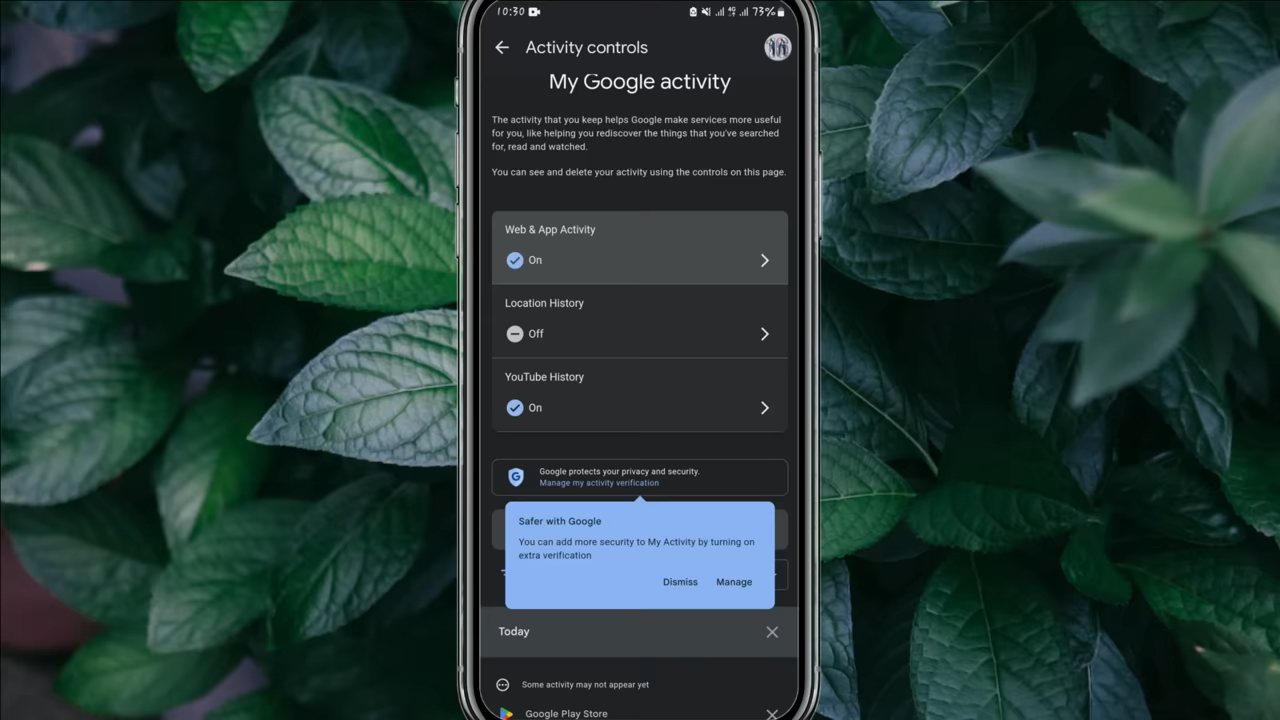 10:30
4G
73%
Activity controls
My Google activity
The activity that you keep helps Google make services more useful
for you, like helping you rediscover the things that you've searched
for, read and watched.
You can see and delete your activity using the controls on this page.
Web & App Activity
On
Location History
Off
YouTube History
On
G
Google protects your privacy and security.
Manage my activity verification
Safer with Google
You can add more security to My Activity by turning on
extra verification
Dismiss Manage
Today
Some activity may not appear yet
Google Play Store